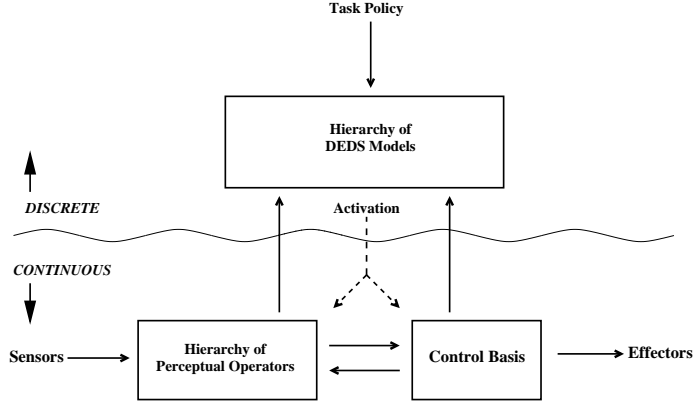 Task Policy
Hierarchy of
DEDS Models
DISCRETE
Activation
CONTINUOUS
Sensors
Hierarchy of
Perceptual Operators
Control Basis
Effectors